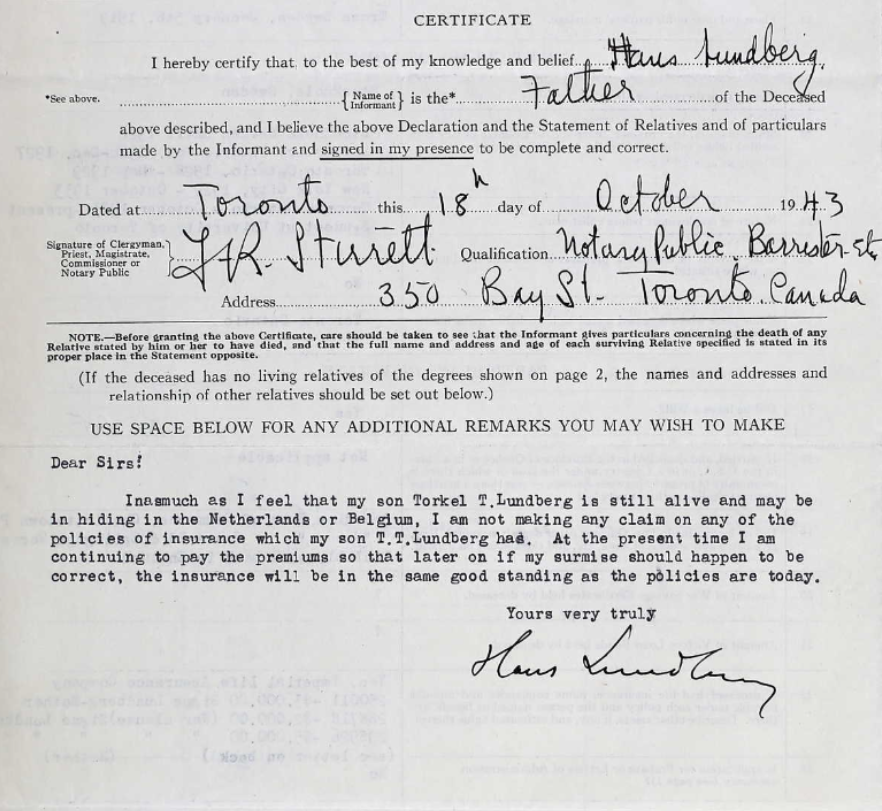 CERTIFICATE
I hereby certify that to the best of my knowledge and belief Hans Lundberg,
*See above. {Name of Informant} is the* Father of the Deceased
above described, and I believe the above Declaration and the Statement of Relatives and of particulars
made by the Informant and signed in my presence to be complete and correct.
Dated at Toronto this 18h day of October 1943
Signature of Clergyman, Priest, Magistrate, Commissioner or Notary Public} Qualification Notary Public, Barrister etc
Address 350 Bay St. Toronto. Canada
NOTE.—Before granting the above Certificate, care should be taken to see that the Informant gives particulars concerning the death of any
Relative stated by him or her to have died, and that the full name and address and age of each surviving Relative specified is stated in its
proper place in the Statement opposite.
(If the deceased has no living relatives of the degrees shown on page 2, the names and addresses and
relationship of other relatives should be set out below.)
USE SPACE BELOW FOR ANY ADDITIONAL REMARKS YOU MAY WISH TO MAKE
Dear Sirs!
Inasmuch as I feel that my son Torkel T.Lundberg is still alive and may be
in hiding in the Netherlands or Belgium, I am not making any claim on any of the
policies of insurance which my son T.T.Lundberg had. At the present time I am
continuing to pay the premiums so that later on if my surmise should happen to be
correct, the insurance will be in the same good standing as the policies are today.
Yours very truly
Hans Lundberg